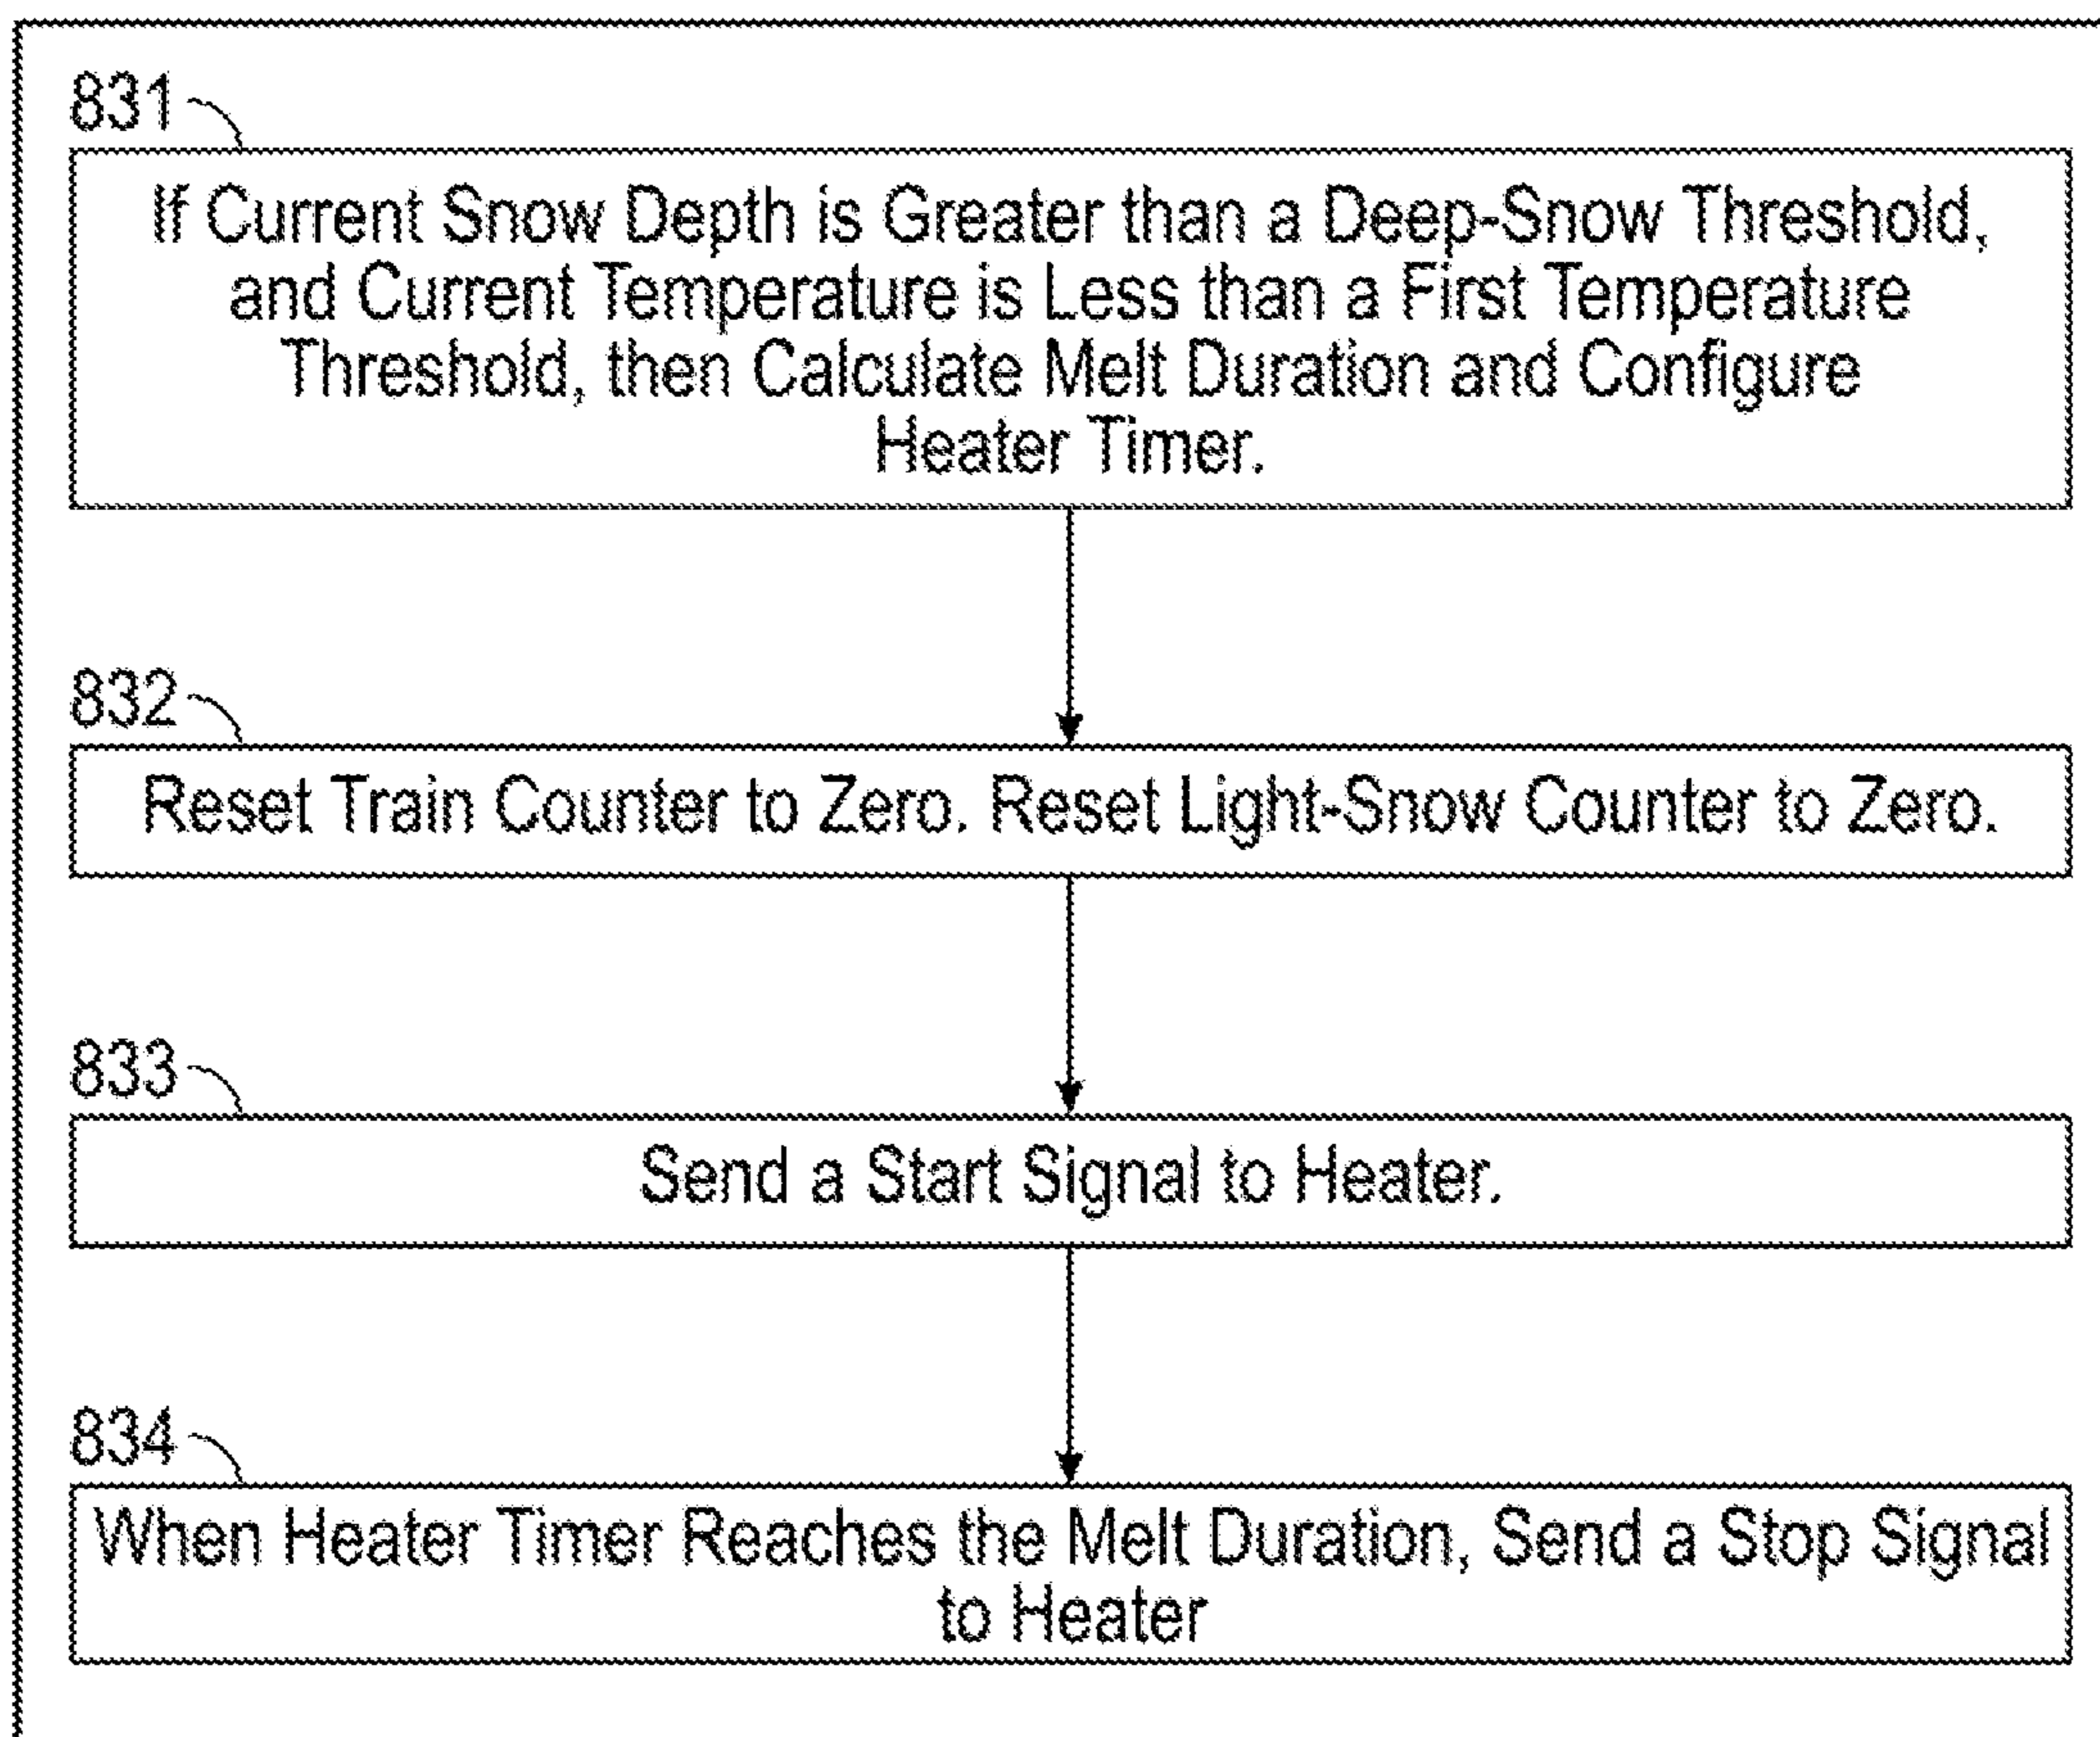 831
If Current Snow Depth is Greater than a Deep-Snow Threshold,
and Current Temperature is Less than a First Temperature
Threshold, then Calculate Melt Duration and Configure
Heater Timer.
832
Reset Train Counter to Zero. Reset Light-Snow Counter to Zero.
833
Send a Start Signal to Heater.
834
When Heater Timer Reaches the Melt Duration, Send a Stop Signal
to Heater